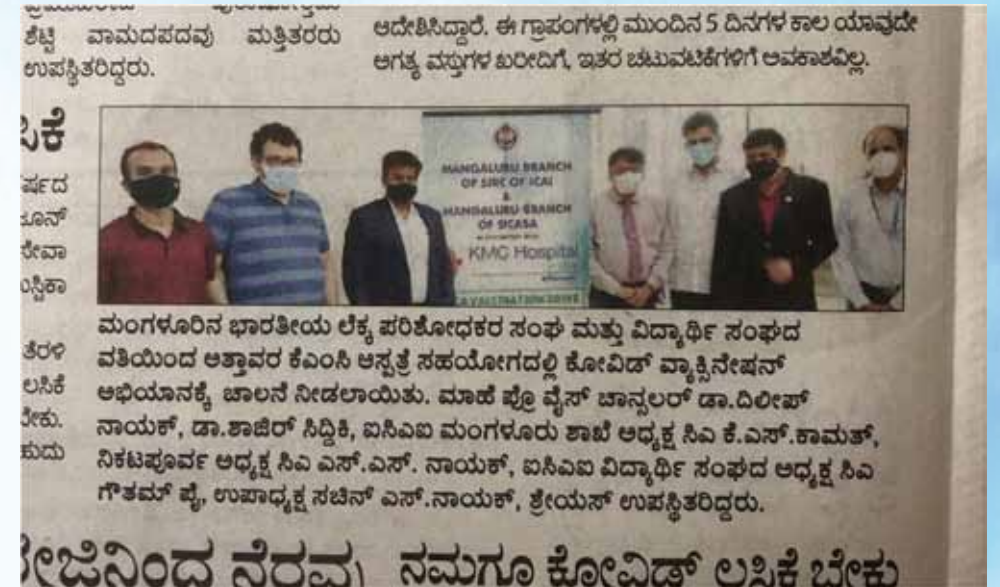 ಶೆಟ್ಟಿ ವಾಮದಪದವು ಮತ್ತಿತರರು
ಉಪಸ್ಥಿತರಿದ್ದರು.
ಆದೇಶಿಸಿದ್ದಾರೆ. ಈ ಗ್ರಾಪಂಗಳಲ್ಲಿ ಮುಂದಿನ 5 ದಿನಗಳ ಕಾಲ ಯಾವುದೇ
ಅಗತ್ಯ ವಸ್ತುಗಳ ಖರೀದಿಗೆ, ಇತರ ಚಟುವಟಿಕೆಗಳಿಗೆ ಅವಕಾಶವಿಲ್ಲ.
MANGALURU BRANCH
OF SIRC OF ICAI
&
MANGALURU BRANCH
OF SICASA
KMC Hospital
ಮಂಗಳೂರಿನ ಭಾರತೀಯ ಲೆಕ್ಕ ಪರಿಶೋಧಕರ ಸಂಘ ಮತ್ತು ವಿದ್ಯಾರ್ಥಿ ಸಂಘದ
ವತಿಯಿಂದ ಅತ್ತಾವರ ಕೆಎಂಸಿ ಆಸ್ಪತ್ರೆ ಸಹಯೋಗದಲ್ಲಿ ಕೋವಿಡ್ ವ್ಯಾಕ್ಸಿನೇಷನ್
ಅಭಿಯಾನಕ್ಕೆ ಚಾಲನೆ ನೀಡಲಾಯಿತು. ಮಾಹೆ ಪ್ರೊ ವೈಸ್ ಚಾನ್ಸಲರ್ ಡಾ.ದಿಲೀಪ್
ನಾಯಕ್, ಡಾ.ಶಾಜಿರ್ ಸಿದ್ದಿಕಿ, ಐಸಿಎಐ ಮಂಗಳೂರು ಶಾಖೆ ಅಧ್ಯಕ್ಷ ಸಿಎ ಕೆ.ಎಸ್.ಕಾಮತ್,
ನಿಕಟಪೂರ್ವ ಅಧ್ಯಕ್ಷ ಸಿಎ ಎಸ್.ಎಸ್. ನಾಯಕ್, ಐಸಿಎಐ ವಿದ್ಯಾರ್ಥಿ ಸಂಘದ ಅಧ್ಯಕ್ಷ ಸಿಎ
ಗೌತಮ್ ಪೈ, ಉಪಾಧ್ಯಕ್ಷ ಸಚಿನ್ ಎಸ್.ನಾಯಕ್, ಶ್ರೇಯಸ್ ಉಪಸ್ಥಿತರಿದ್ದರು.
ನೆರವು ನಮಗೂ ಕೋವಿಡ್ ಲಸಿಕೆ ಬೇಕು